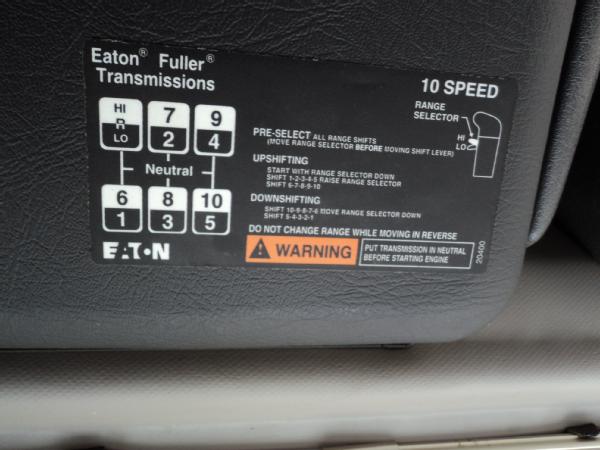 Eaton® Fuller®
Transmissions
10 SPEED
HI
R
LO
7
2
9
4
Neutral
6
1
8
3
10
5
EATON
RANGE
SELECTOR
HI
LO
PRE-SELECT ALL RANGE SHIFTS
(MOVE RANGE SELECTOR BEFORE MOVING SHIFT LEVER)
UPSHIFTING
START WITH RANGE SELECTOR DOWN
SHIFT 1-2-3-4-5 RAISE RANGE SELECTOR
SHIFT 6-7-8-9-10
DOWNSHIFTING
SHIFT 10-9-8-7-6 MOVE RANGE SELECTOR DOWN
SHIFT 5-4-3-2-1
DO NOT CHANGE RANGE WHILE MOVING IN REVERSE
WARNING
PUT TRANSMISSION IN NEUTRAL
BEFORE STARTING ENGINE
20400